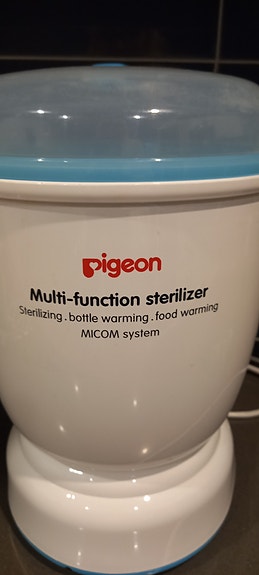 pigeon
Multi-function sterilizer
Sterilizing . bottle warming . food warming
MICOM system